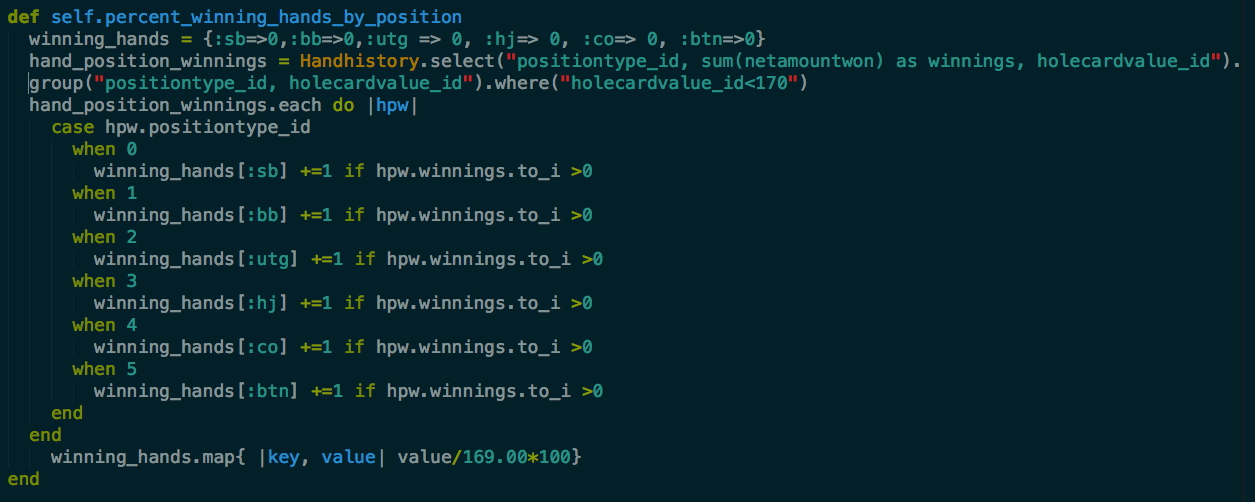 def self.percent_winning_hands_by_position
  winning_hands = {:sb=>0,:bb=>0,:utg => 0, :hj=> 0, :co=> 0, :btn=>0}
  hand_position_winnings = Handhistory.select("positiontype_id, sum(netamountwon) as winnings, holecardvalue_id").
  group("positiontype_id, holecardvalue_id").where("holecardvalue_id<170")
  hand_position_winnings.each do |hpw|
    case hpw.positiontype_id
      when 0
        winning_hands[:sb] +=1 if hpw.winnings.to_i >0
      when 1
        winning_hands[:bb] +=1 if hpw.winnings.to_i >0
      when 2
        winning_hands[:utg] +=1 if hpw.winnings.to_i >0
      when 3
        winning_hands[:hj] +=1 if hpw.winnings.to_i >0
      when 4
        winning_hands[:co] +=1 if hpw.winnings.to_i >0
      when 5
        winning_hands[:btn] +=1 if hpw.winnings.to_i >0
    end
  end
    winning_hands.map{ |key, value| value/169.00*100}
end